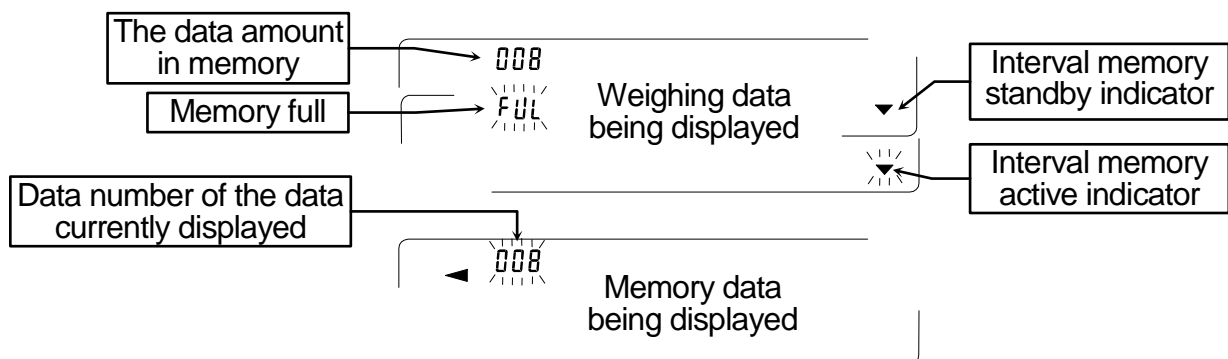 The data amount
in memory
008
Memory full
FUL
Weighing data
being displayed
Interval memory
standby indicator
Interval memory
active indicator
Data number of the data
currently displayed
008
Memory data
being displayed